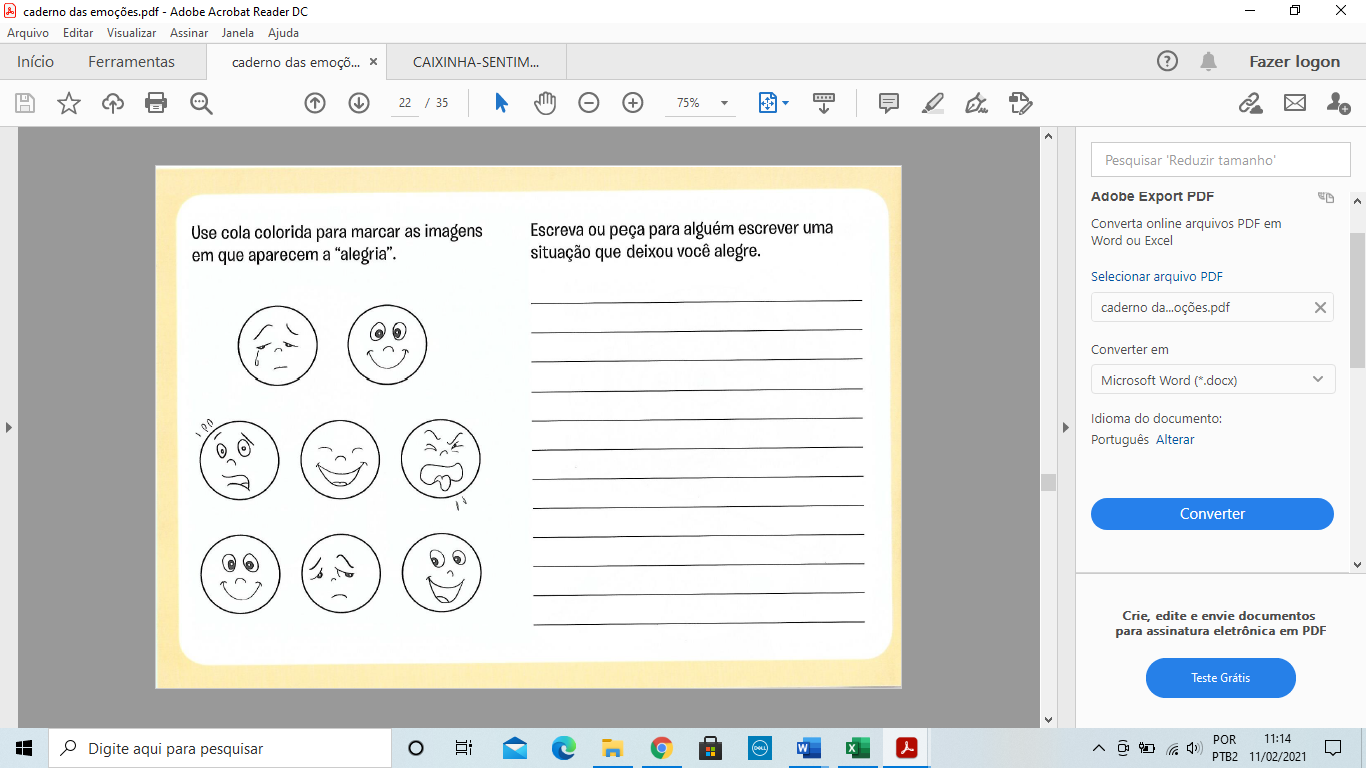 caderno das emoções.pdf - Adobe Acrobat Reader DC
Arquivo Editar Visualizar Assinar Janela Ajuda
Início Ferramentas caderno das emoçõ... CAIXINHA-SENTIM... Fazer logon
22 / 35 75%
Use cola colorida para marcar as imagens
em que aparecem a “alegria”.
Escreva ou peça para alguém escrever uma
situação que deixou você alegre.
Pesquisar 'Reduzir tamanho'
Adobe Export PDF
Converta online arquivos PDF em
Word ou Excel
Selecionar arquivo PDF
caderno da...oções.pdf
Converter em
Microsoft Word (*.docx)
Idioma do documento:
Português Alterar
Converter
Crie, edite e envie documentos
para assinatura eletrônica em PDF
Teste Grátis
Digite aqui para pesquisar
DELL
POR
PTB2
11:14
11/02/2021